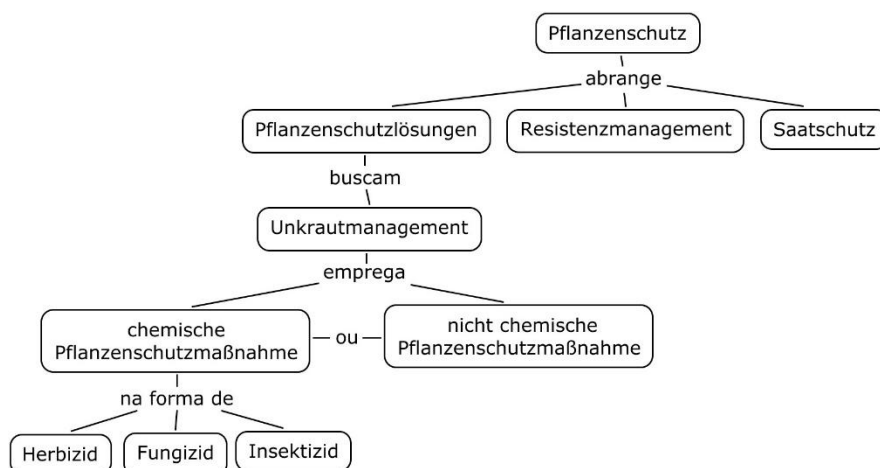 Pflanzenschutz
abrange
Pflanzenschutzlösungen
Resistenzmanagement
Saatschutz
buscam
Unkrautmanagement
emprega
chemische
Pflanzenschutzmaßnahme
ou
nicht chemische
Pflanzenschutzmaßnahme
na forma de
Herbizid
Fungizid
Insektizid